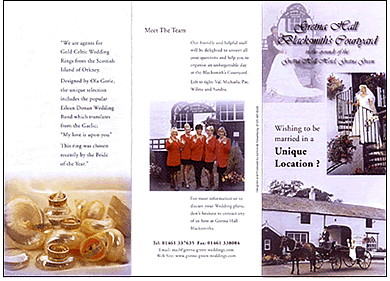 "We are agents for
Gold Celtic Wedding
Rings from the Scottish
Island of Orkney.
Designed by Ola Gorie,
the unique selection
includes the popular
Eileen Donan Wedding
Band which translates
from the Gaelic;
"My love is upon you"
This ring was chosen
recently by the Bride
of the Year."
Meet The Team
Our friendly and helpful staff
will be delighted to answer all
your questions and help you to
organise an unforgettable day
at the Blacksmith's Courtyard.
Left to right: Val, Michaela, Pat,
Wilma and Sandra.
For more information or to
discuss your Wedding plans,
don't hesitate to contact any
of us here at Gretna Hall
Blacksmiths.
Tel: 01461 337635 Fax: 01461 338084
Email: mail@gretna-green-weddings.com
Web Site: www.gretna-green-weddings.com
Gretna Hall
Blacksmith's Courtyard
in the grounds of the
Gretna Hall Hotel, Gretna Green
Wishing to be
married in a
Unique
Location ?